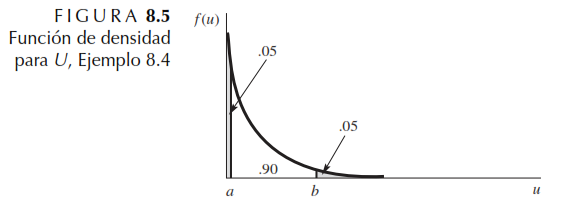 FIGURA 8.5
Función de densidad
para U, Ejemplo 8.4
f(u)
.05
.05
.90
a
b
u